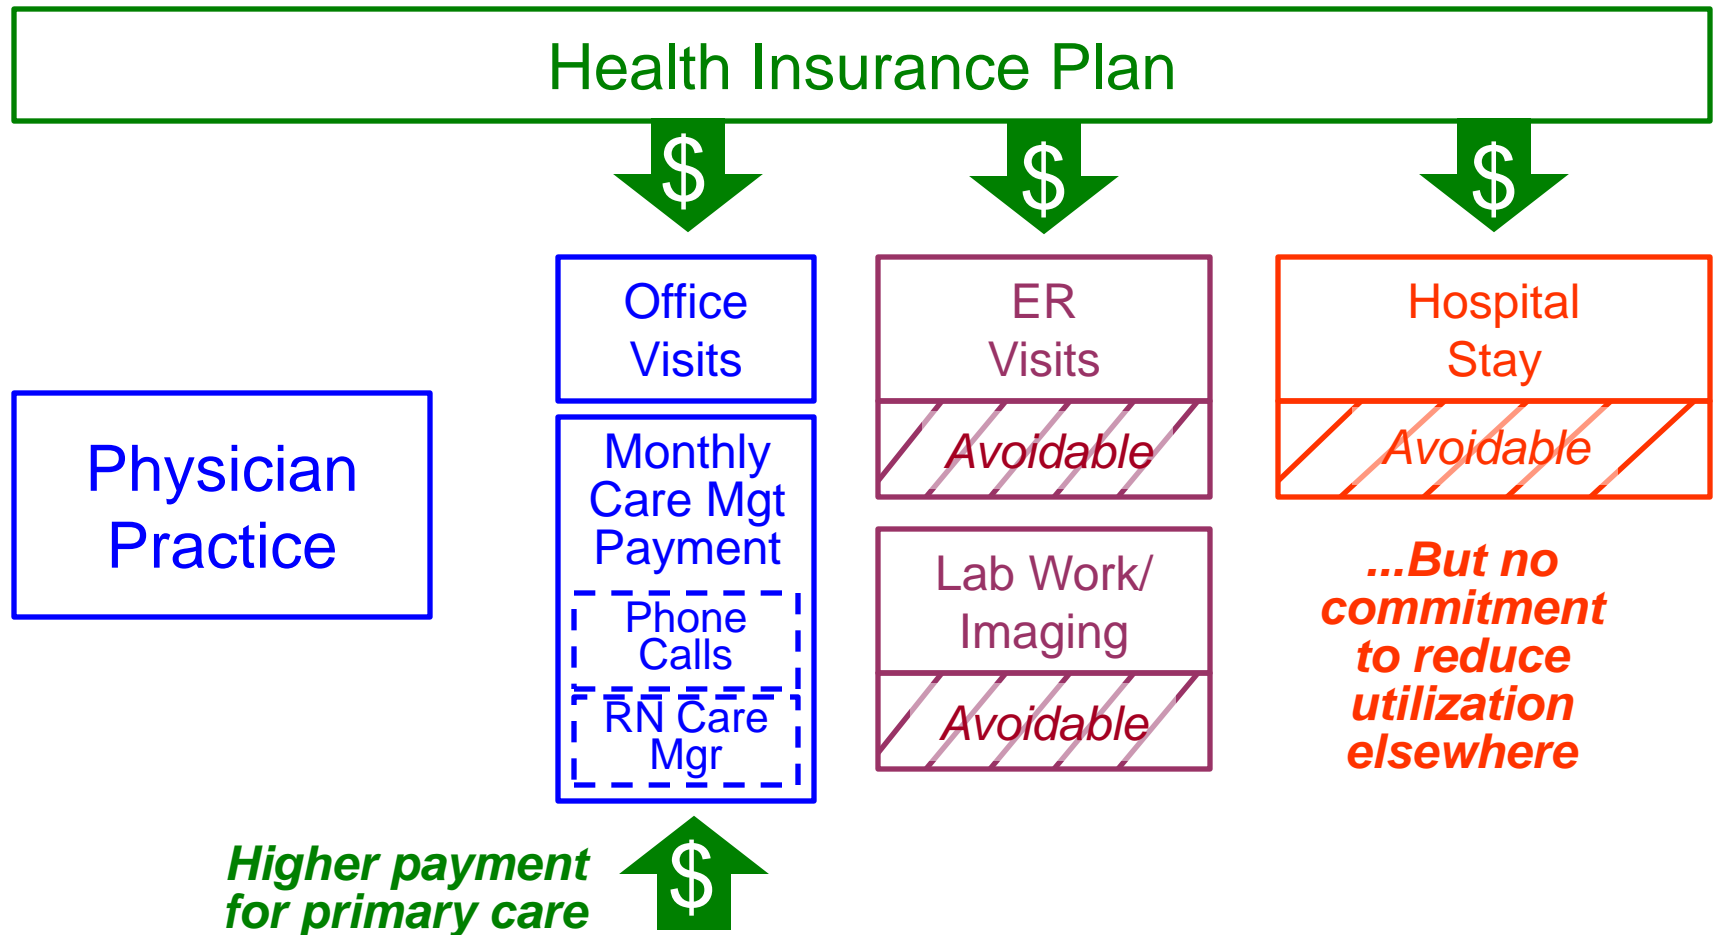 Health Insurance Plan
$ $ $
Physician
Practice
Office
Visits
Monthly
Care Mgt
Payment
Phone
Calls
RN Care
Mgr
ER
Visits
Avoidable
Lab Work/
Imaging
Avoidable
Hospital
Stay
Avoidable
...But no
commitment
to reduce
utilization
elsewhere
Higher payment
for primary care
$